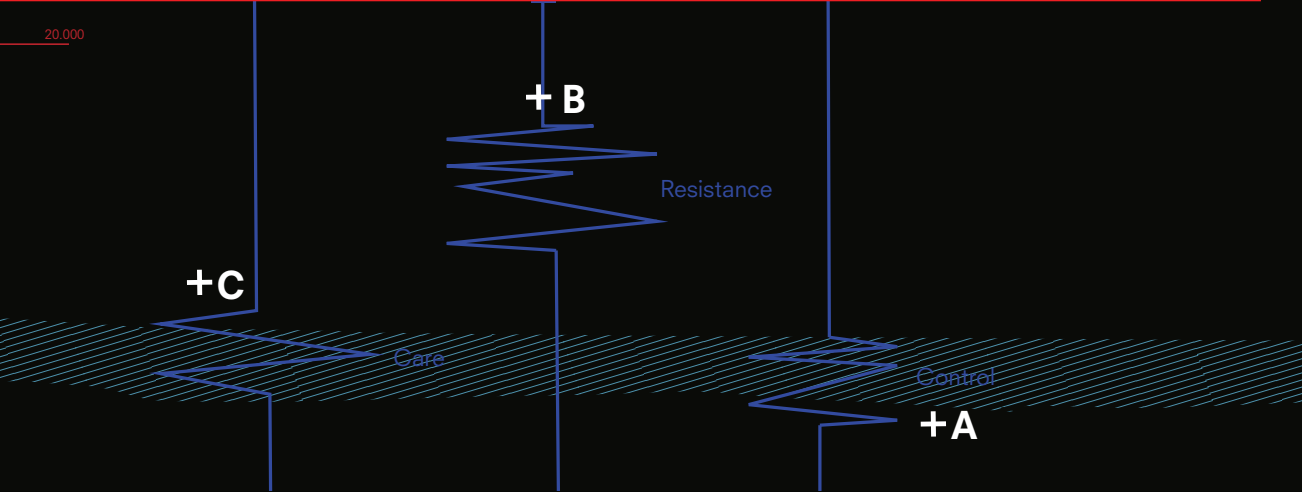 20.000
+ B
Resistance
+C
Care
Control
+A